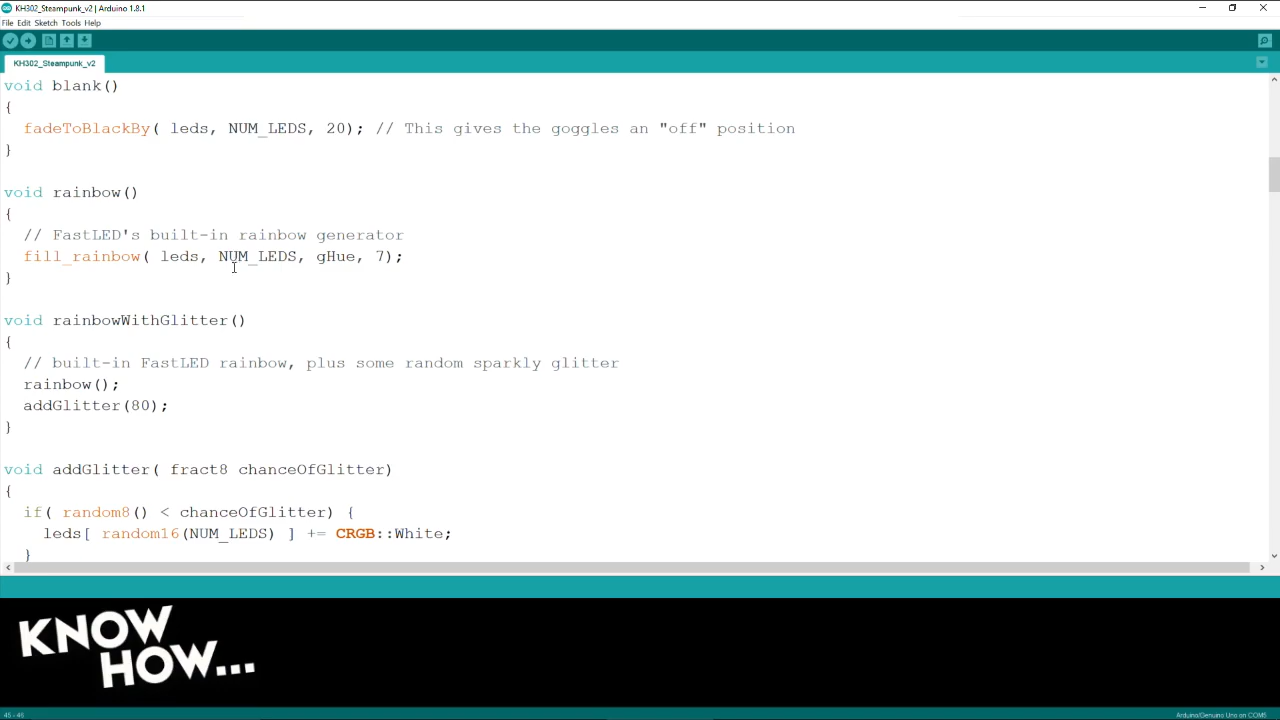 KH302_Steampunk_v2 | Arduino 1.8.1
File Edit Sketch Tools Help
KH302_Steampunk_v2
void blank()
{
fadeToBlackBy( leds, NUM_LEDS, 20); // This gives the goggles an "off" position
}
void rainbow()
{
// FastLED's built-in rainbow generator
fill_rainbow( leds, NUM_LEDS, gHue, 7);
}
void rainbowWithGlitter()
{
// built-in FastLED rainbow, plus some random sparkly glitter
rainbow();
addGlitter(80);
}
void addGlitter( fract8 chanceOfGlitter)
{
if( random8() < chanceOfGlitter) {
leds[ random16(NUM_LEDS) ] += CRGB::White;
}
KNOW
HOW...
45 - 46
Arduino/Genuino Uno on COM5